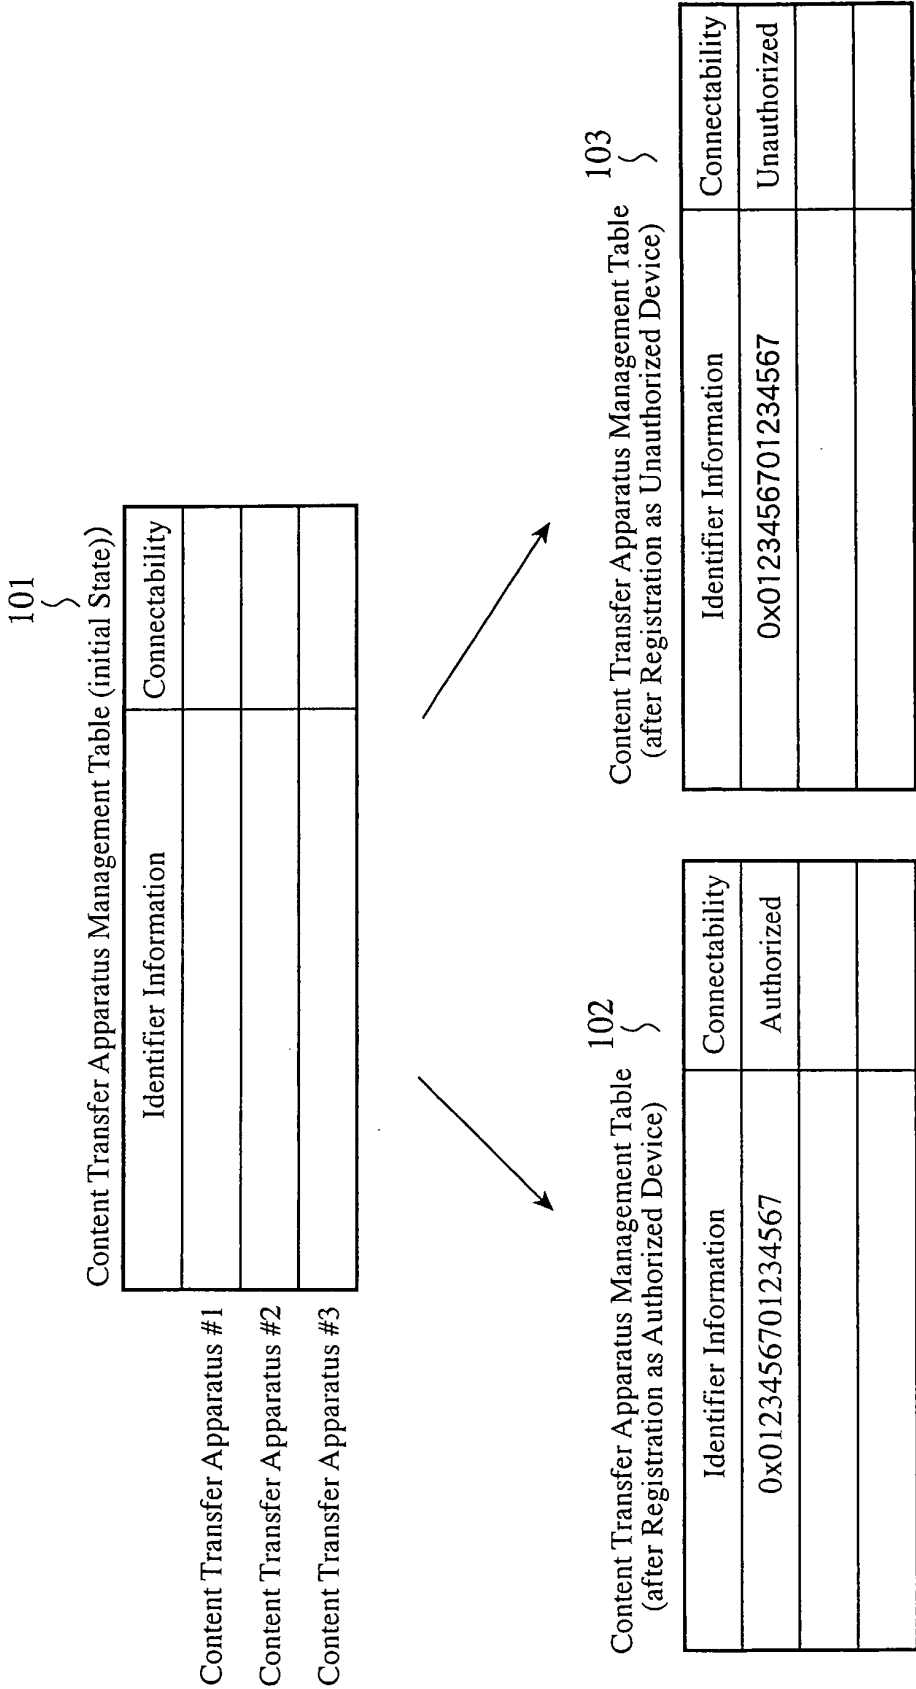 101
Content Transfer Apparatus Management Table (initial State))
Identifier Information Connectability
Content Transfer Apparatus #1
Content Transfer Apparatus #2
Content Transfer Apparatus #3
102
Content Transfer Apparatus Management Table
(after Registration as Authorized Device)
Identifier Information Connectability
0x0123456701234567 Authorized
103
Content Transfer Apparatus Management Table
(after Registration as Unauthorized Device)
Identifier Information Connectability
0x0123456701234567 Unauthorized